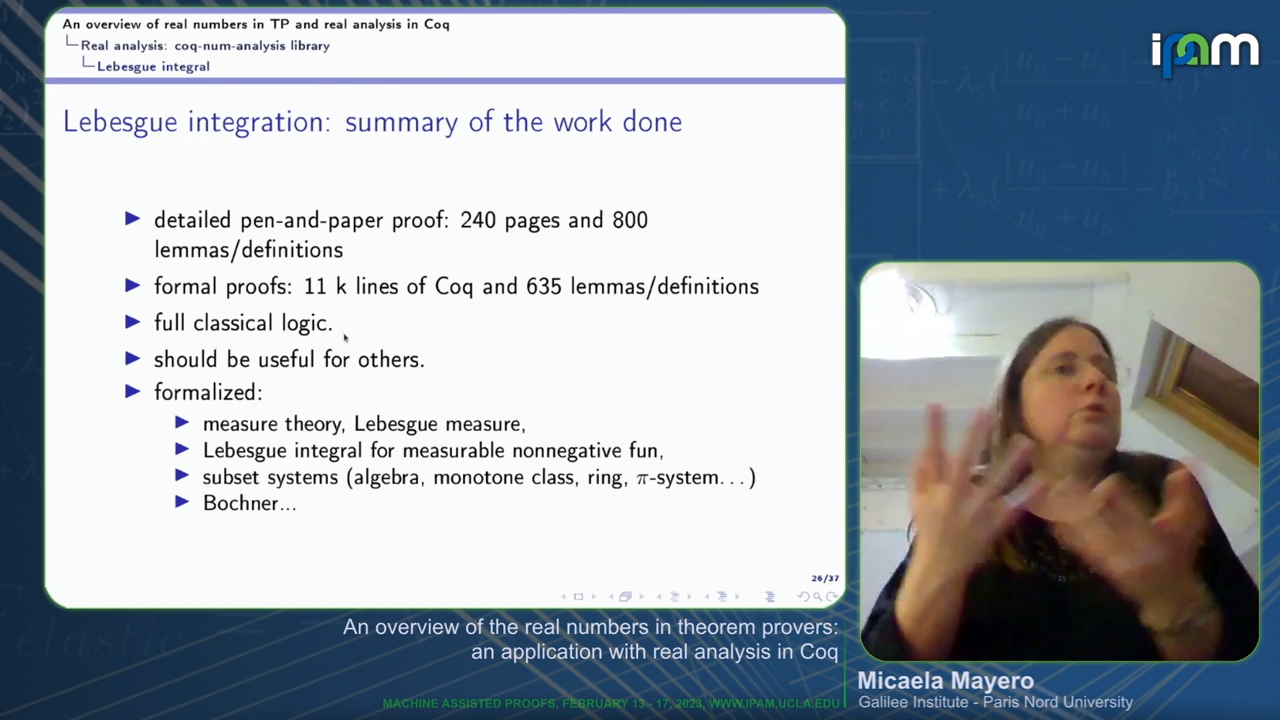 An overview of real numbers in TP and real analysis in Coq
Real analysis: coq-num-analysis library
Lebesgue integral
Lebesgue integration: summary of the work done
detailed pen-and-paper proof: 240 pages and 800
lemmas/definitions
formal proofs: 11 k lines of Coq and 635 lemmas/definitions
full classical logic.
should be useful for others.
formalized:
measure theory, Lebesgue measure,
Lebesgue integral for measurable nonnegative fun,
subset systems (algebra, monotone class, ring, π-system...)
Bochner...
26/37
ipam
An overview of the real numbers in theorem provers:
an application with real analysis in Coq
MACHINE ASSISTED PROOFS, FEBRUARY 13 - 17, 2023, WWW.IPAM.UCLA.EDU
Micaela Mayero
Galilee Institute - Paris Nord University
elastic